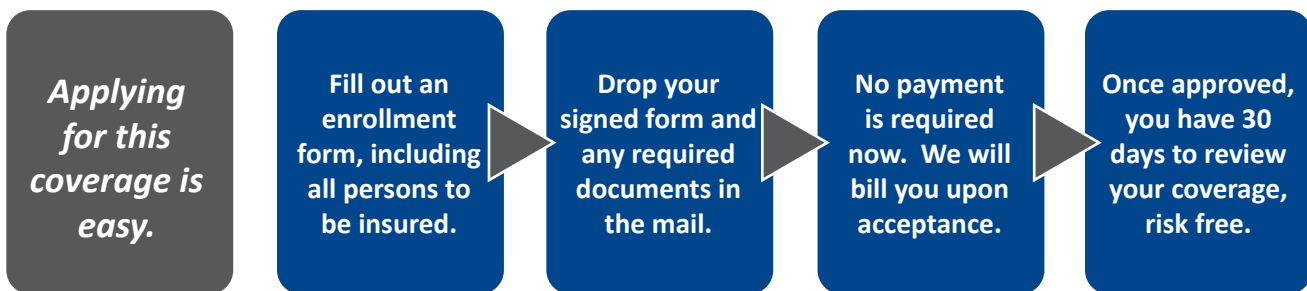 Applying
for this
coverage is
easy.
Fill out an
enrollment
form, including
all persons to
be insured.
Drop your
signed form and
any required
documents in
the mail.
No payment
is required
now.  We will
bill you upon
acceptance.
Once approved,
you have 30
days to review
your coverage,
risk free.